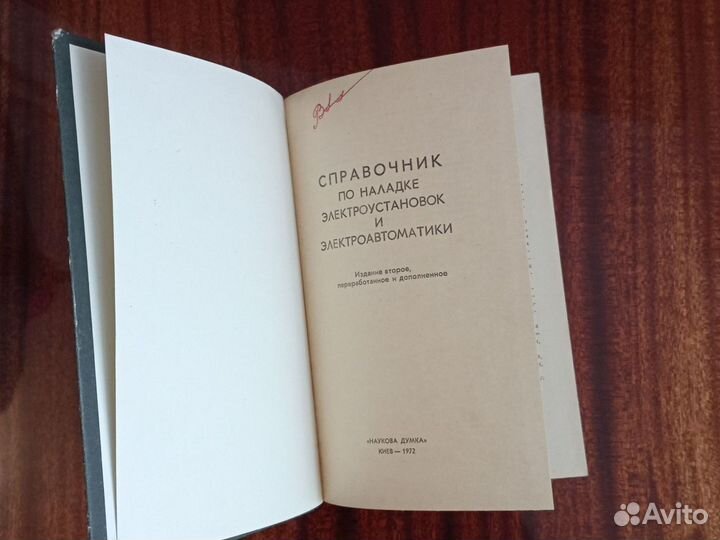 СПРАВОЧНИК
ПО НАЛАДКЕ
ЭЛЕКТРОУСТАНОВОК
И
ЭЛЕКТРОАВТОМАТИКИ
Издание второе,
переработанное и дополненное
«НАУКОВА ДУМКА»
КИЕВ — 1972
Avito